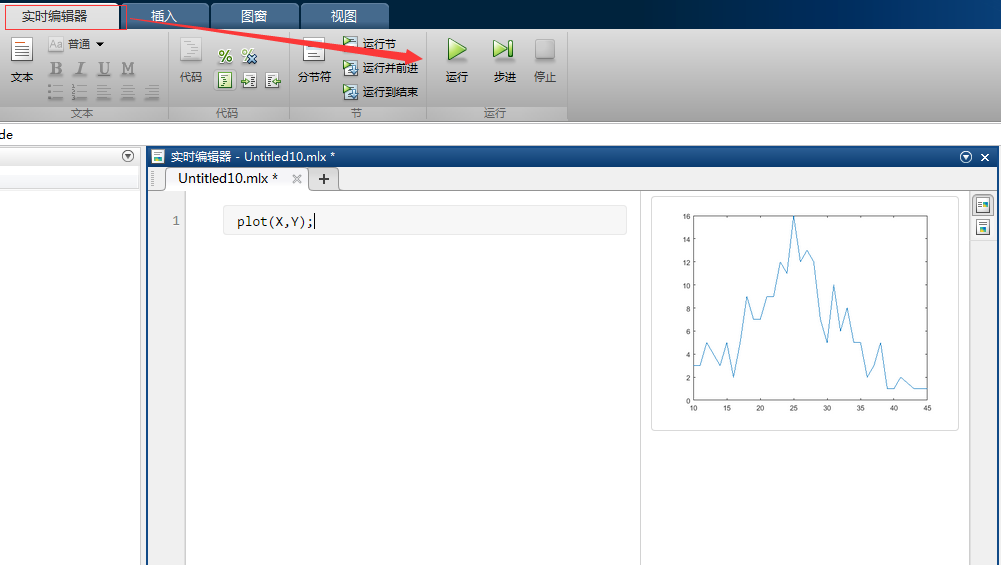 实时编辑器 插入 图窗 视图
Aa 普通
文本
B I U M
文本
代码
代码
分节符
运行节
运行并前进
运行到结束
节
运行 步进 停止
运行
de
实时编辑器 - Untitled10.mlx *
Untitled10.mlx * × +
1 plot(X,Y);
16
14
12
10
8
6
4
2
0
10 15 20 25 30 35 40 45